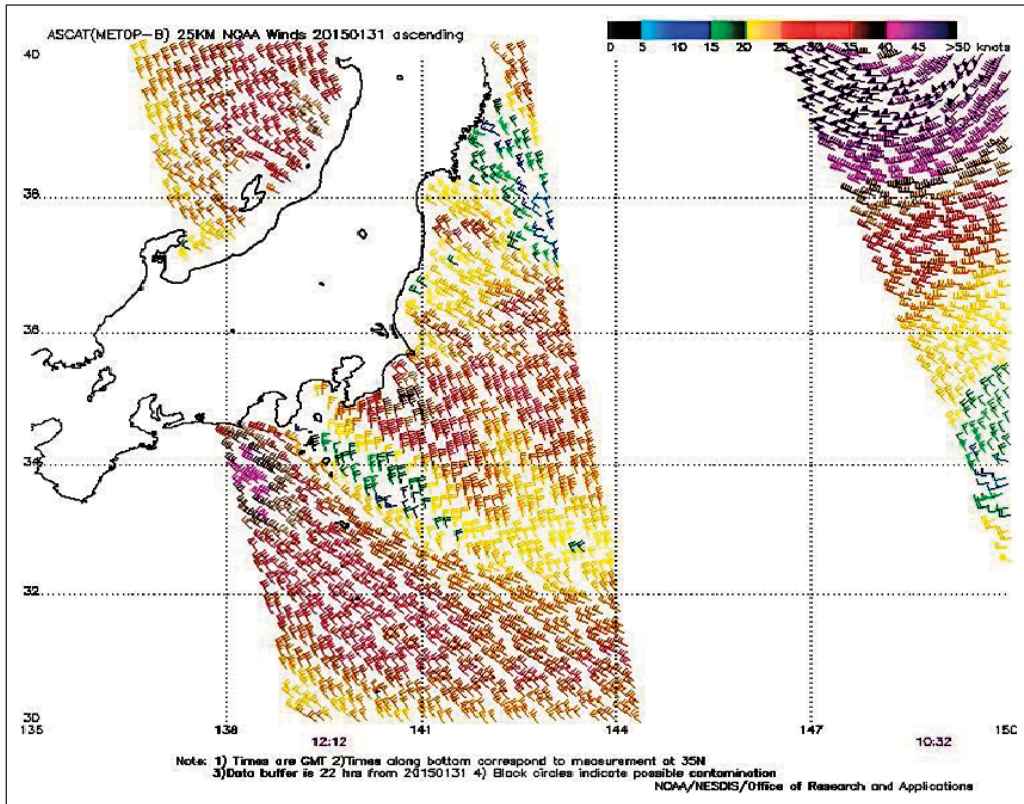 ASCAT(METOP-B) 25KM NOAA Winds 20150131 ascending
0 5 10 15 20 25 30 35 40 45 >50 knots
40
38
36
34
32
30
135 138 141 144 147 150
12:12 10:32
Note: 1) Times are GMT 2)Times along bottom correspond to measurement at 35N
3)Data buffer is 22 hrs from 20150131 4) Black circles indicate possible contamination
NOAA/NESDIS/Office of Research and Applications